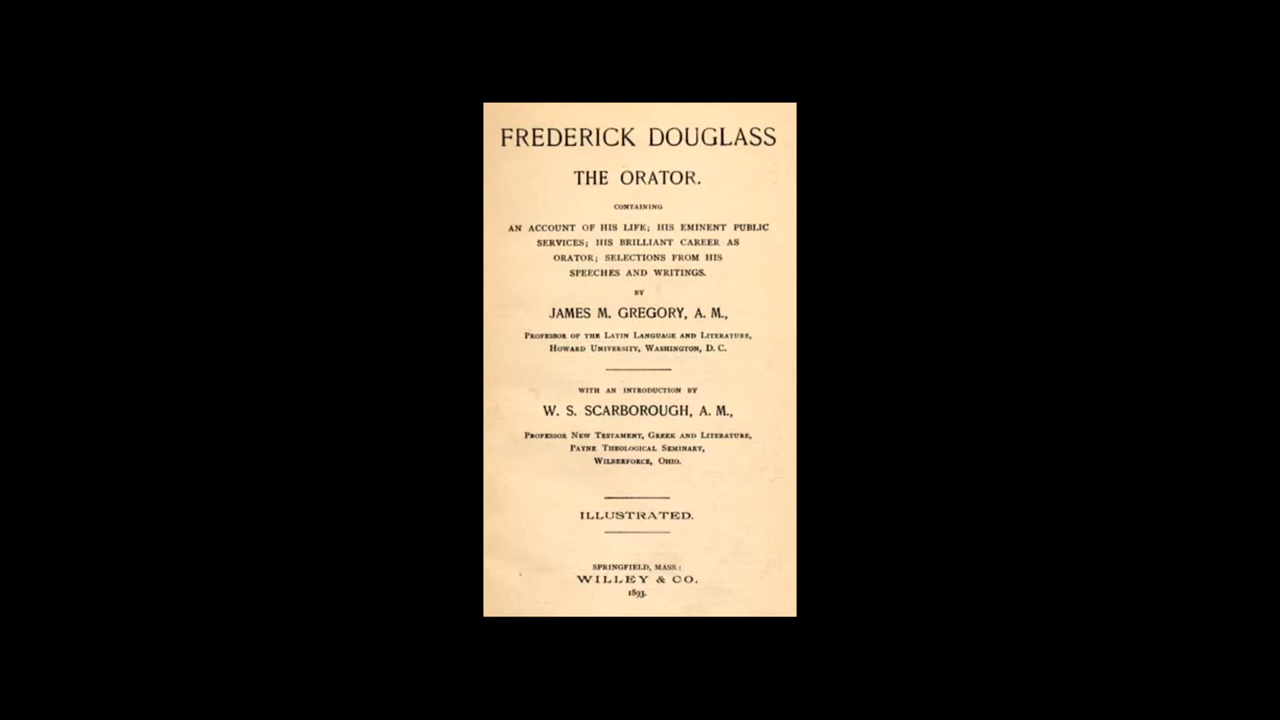 FREDERICK DOUGLASS
THE ORATOR.
CONTAINING
AN ACCOUNT OF HIS LIFE; HIS EMINENT PUBLIC
SERVICES; HIS BRILLIANT CAREER AS
ORATOR; SELECTIONS FROM HIS
SPEECHES AND WRITINGS.
BY
JAMES M. GREGORY, A. M.,
PROFESSOR OF THE LATIN LANGUAGE AND LITERATURE,
HOWARD UNIVERSITY, WASHINGTON, D. C.
WITH AN INTRODUCTION BY
W. S. SCARBOROUGH, A. M.,
PROFESSOR NEW TESTAMENT, GREEK AND LITERATURE,
PAYNE THEOLOGICAL SEMINARY,
WILBERFORCE, OHIO.
ILLUSTRATED.
SPRINGFIELD, MASS.:
WILLEY & CO.
1893.